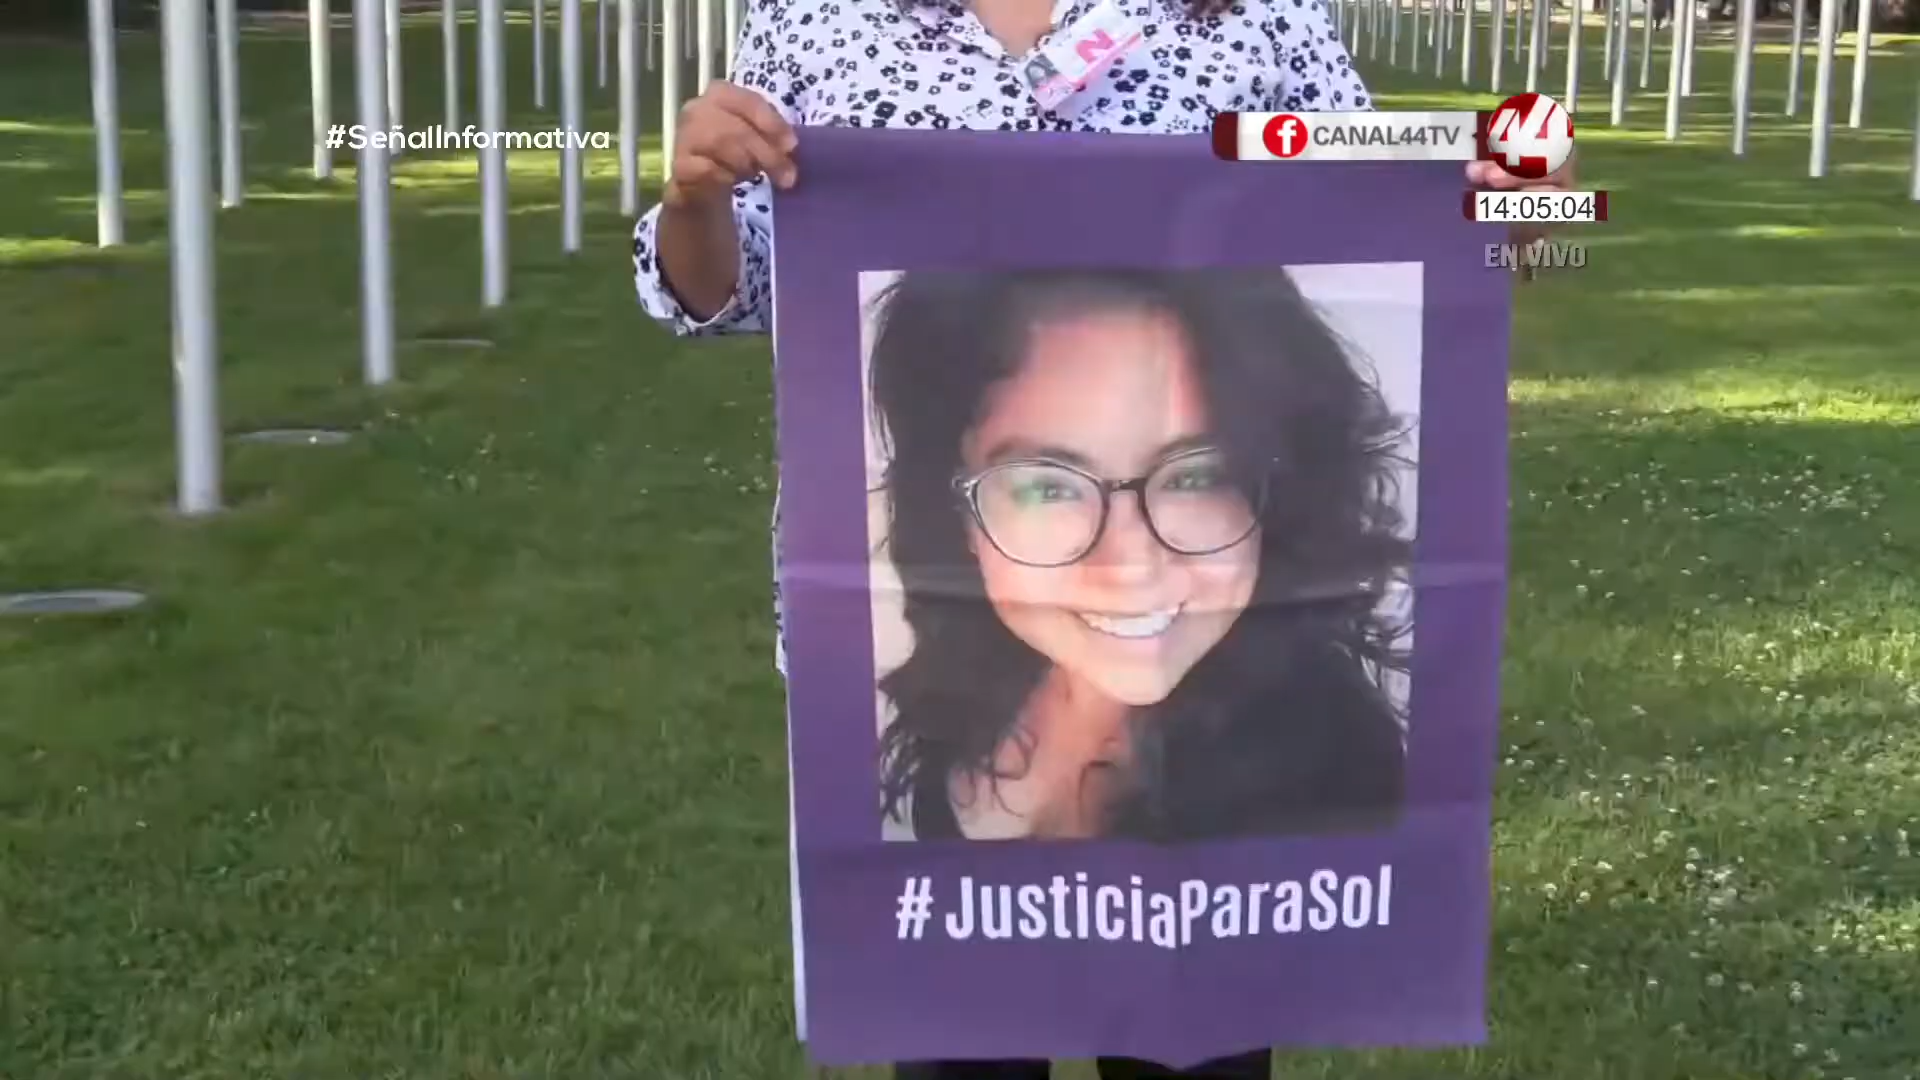 #SeñalInformativa
CANAL44TV
44
14:05:04
EN VIVO
#JusticiaParaSol